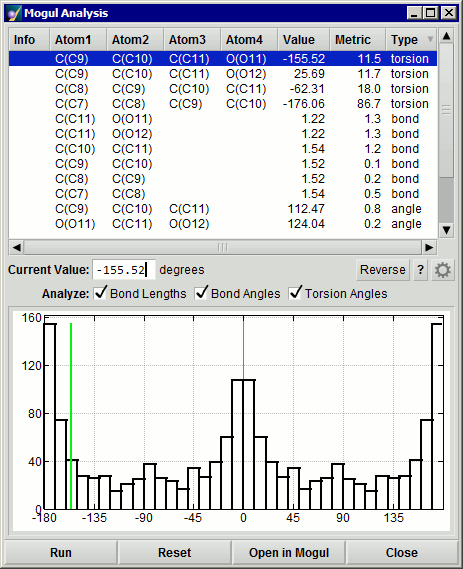 Mogul Analysis
Info Atom1 Atom2 Atom3 Atom4 Value Metric Type
C(C9) C(C10) C(C11) O(O11) -155.52 11.5 torsion
C(C9) C(C10) C(C11) O(O12) 25.69 11.7 torsion
C(C8) C(C9) C(C10) C(C11) -62.31 18.0 torsion
C(C7) C(C8) C(C9) C(C10) -176.06 86.7 torsion
C(C11) O(O11) 1.22 1.3 bond
C(C11) O(O12) 1.22 1.3 bond
C(C10) C(C11) 1.54 1.2 bond
C(C9) C(C10) 1.52 0.1 bond
C(C8) C(C9) 1.52 0.2 bond
C(C7) C(C8) 1.54 0.5 bond
C(C9) C(C10) C(C11) 112.47 0.8 angle
O(O11) C(C11) O(O12) 124.04 0.2 angle
Current Value: -155.52 degrees Reverse ?
Analyze: Bond Lengths Bond Angles Torsion Angles
160
120
80
40
0
-180 -135 -90 -45 0 45 90 135
Run Reset Open in Mogul Close